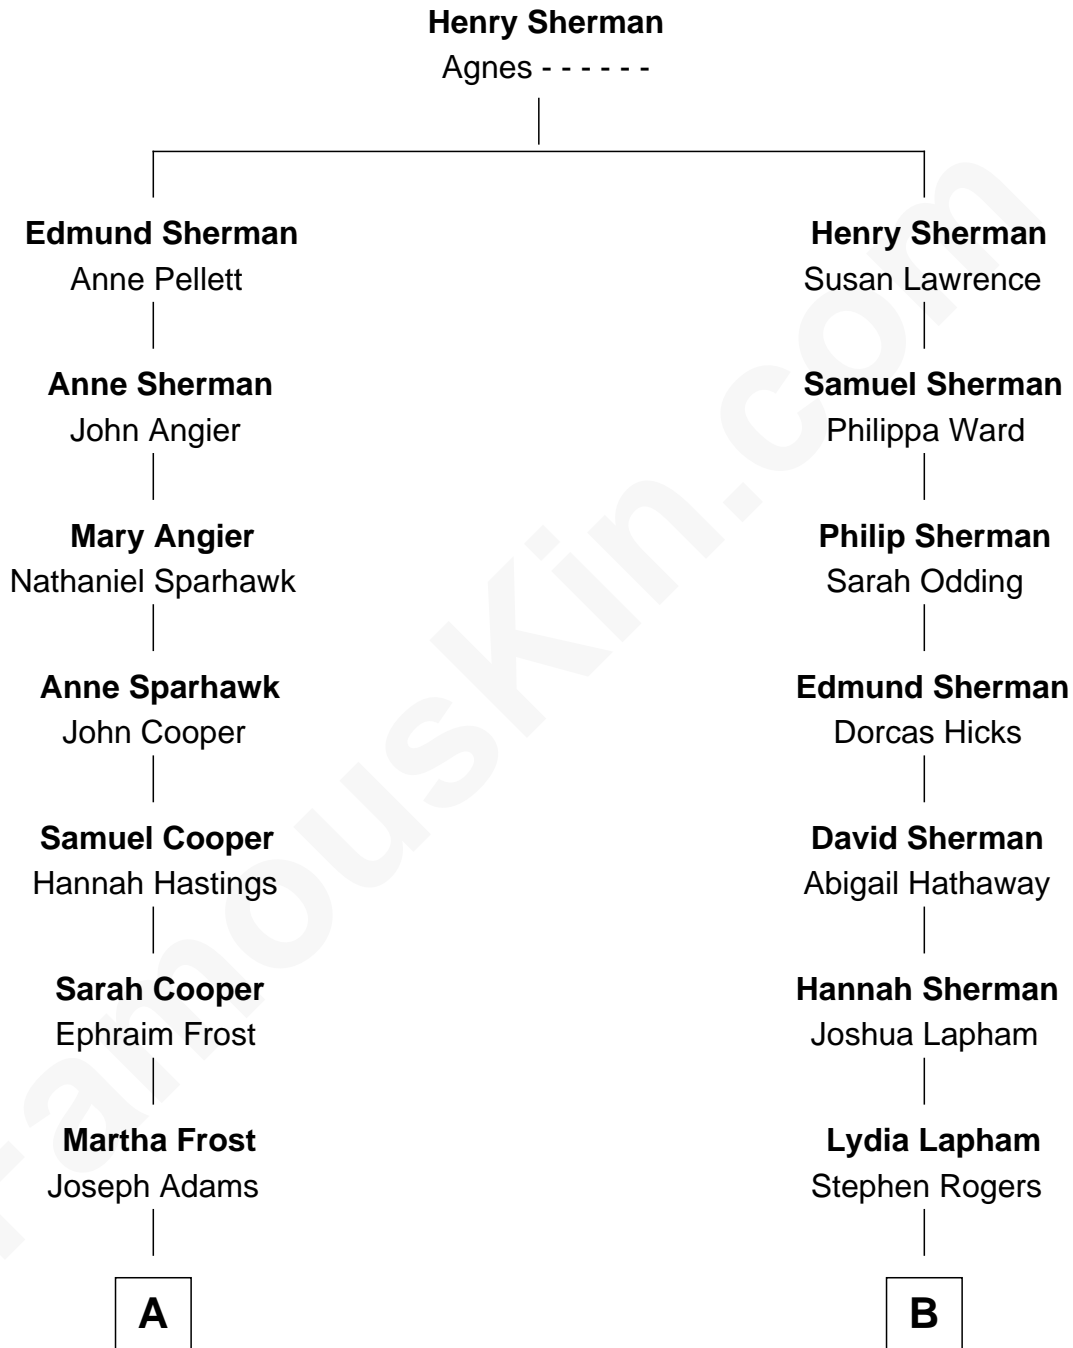 Henry Sherman
Agnes - - - - - -
Edmund Sherman
Anne Pellett
Henry Sherman
Susan Lawrence
Anne Sherman
John Angier
Samuel Sherman
Philippa Ward
Mary Angier
Nathaniel Sparhawk
Philip Sherman
Sarah Odding
Anne Sparhawk
John Cooper
Edmund Sherman
Dorcas Hicks
Samuel Cooper
Hannah Hastings
David Sherman
Abigail Hathaway
Sarah Cooper
Ephraim Frost
Hannah Sherman
Joshua Lapham
Martha Frost
Joseph Adams
Lydia Lapham
Stephen Rogers
A
B
FamousKin.com